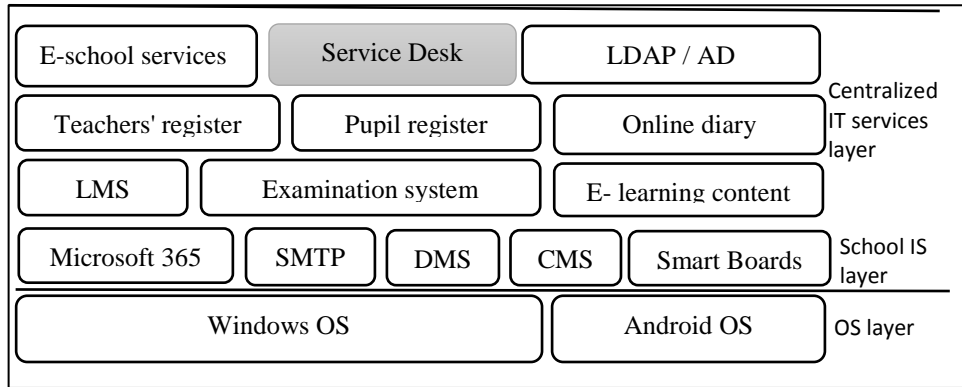 E-school services
Service Desk
LDAP / AD
Centralized
IT services
layer
Teachers' register
Pupil register
Online diary
LMS
Examination system
E- learning content
Microsoft 365
SMTP
DMS
CMS
Smart Boards
School IS
layer
Windows OS
Android OS
OS layer